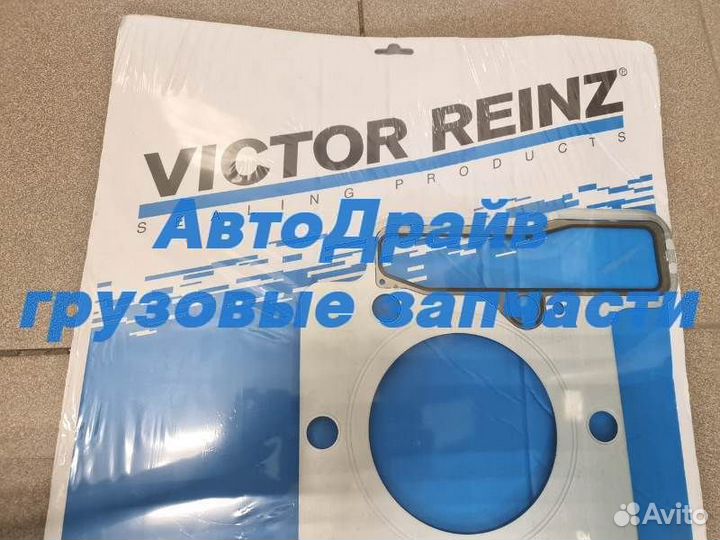 VICTOR REINZ®
SEALING PRODUCTS
АвтоДрайв
грузовые запчасти
Avito